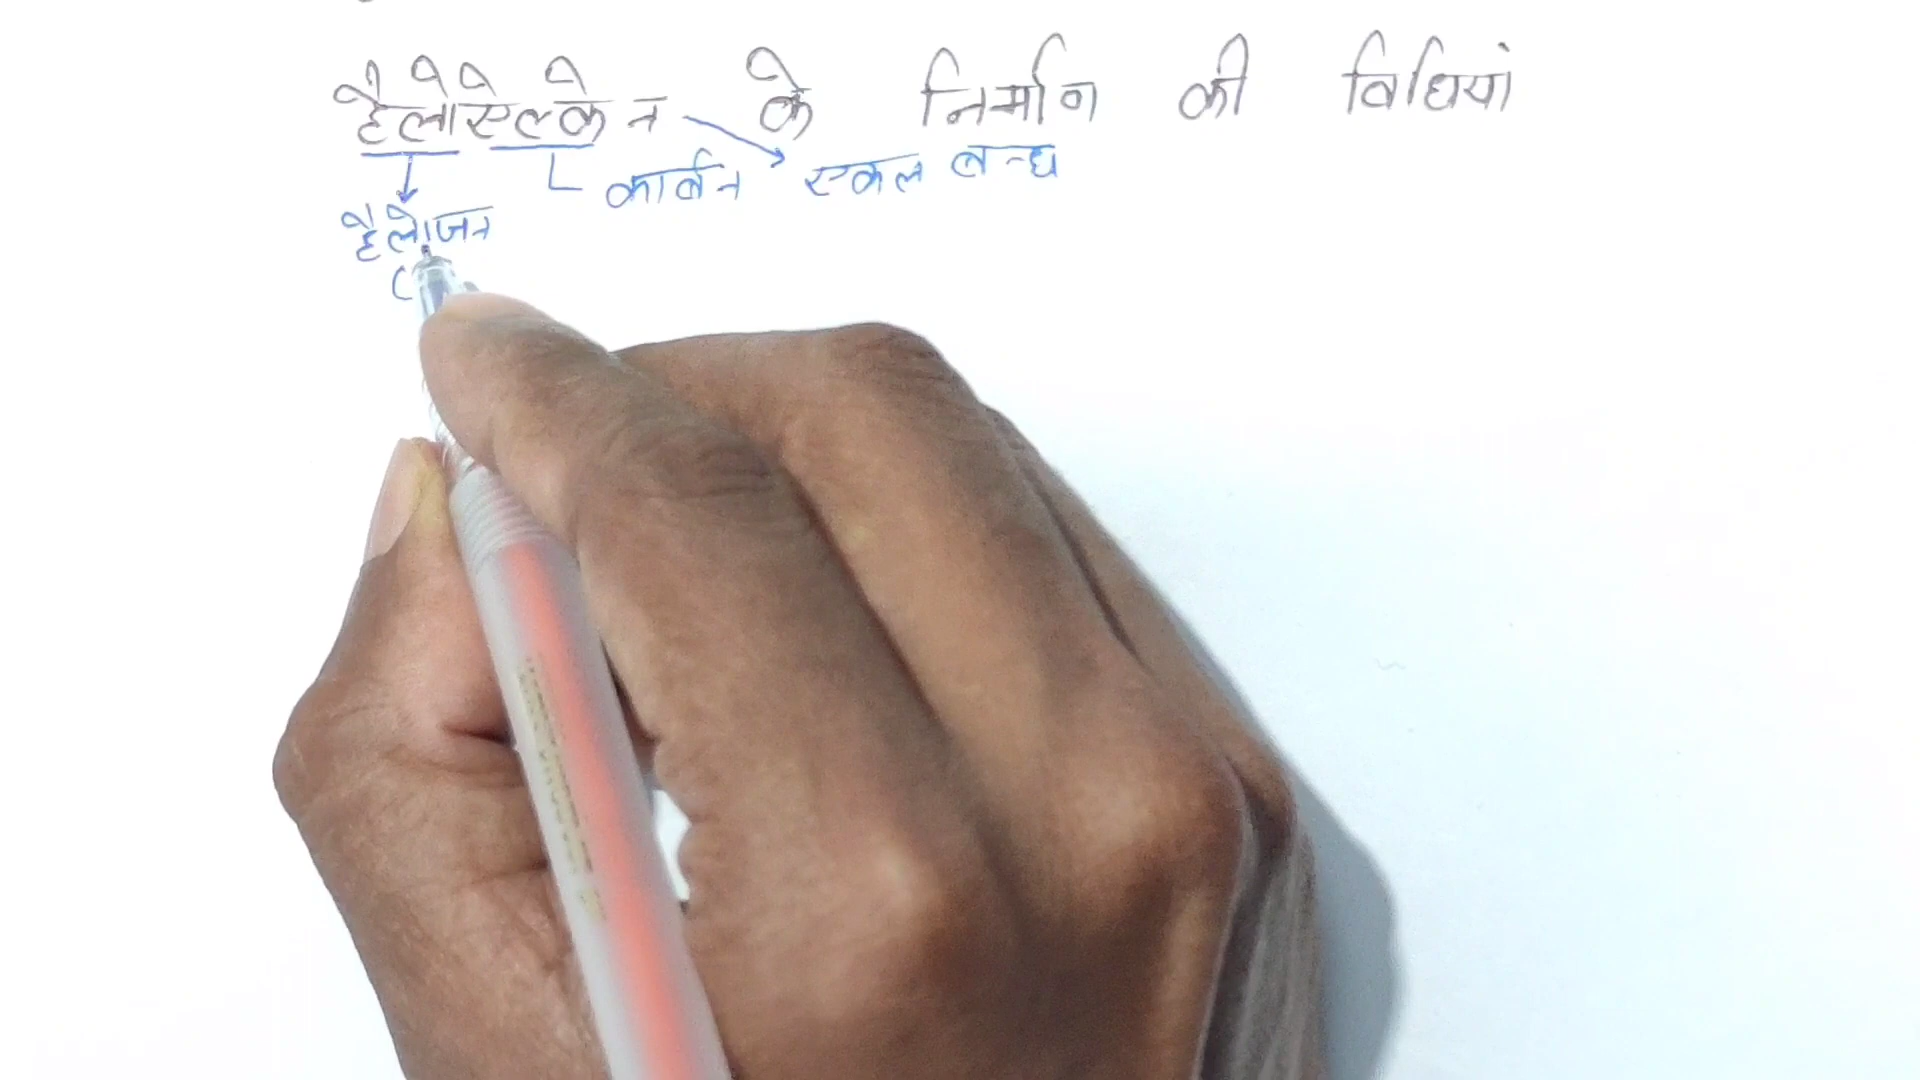 हैलोऐल्केन के निर्माण की विधियां
कार्बन एकल बन्ध
हैलोजन
(